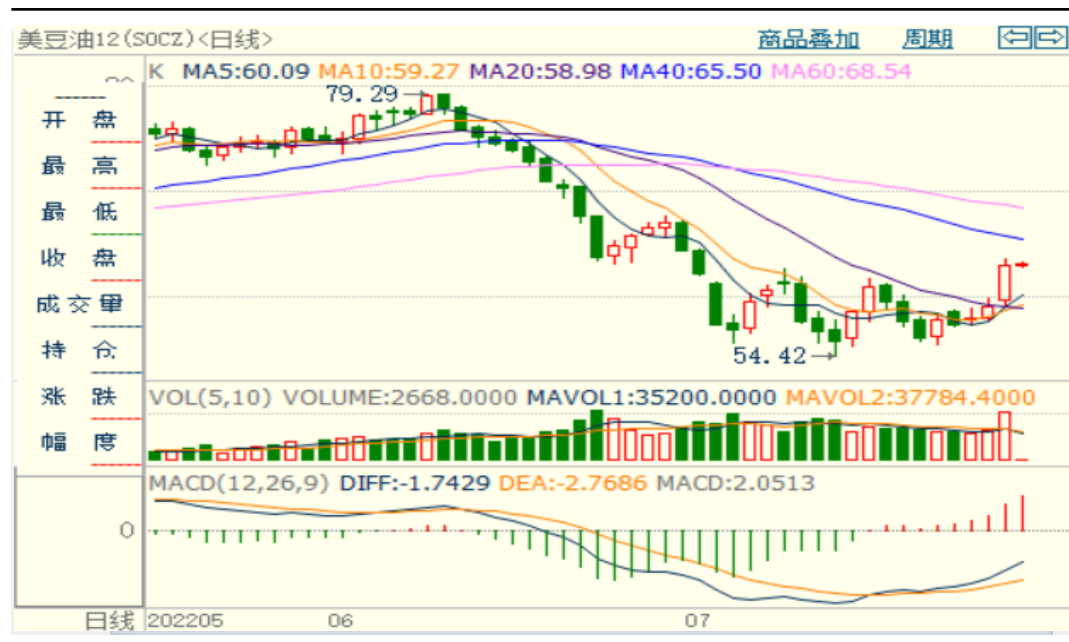 美豆油12(SOCZ)<日线> 商品叠加 周期
K MA5:60.09 MA10:59.27 MA20:58.98 MA40:65.50 MA60:68.54
79.29
开盘
最高
最低
收盘
成交量
持仓
涨跌
幅度
54.42
VOL(5,10) VOLUME:2668.0000 MAVOL1:35200.0000 MAVOL2:37784.4000
MACD(12,26,9) DIFF:-1.7429 DEA:-2.7686 MACD:2.0513
0
日线 202205 06 07